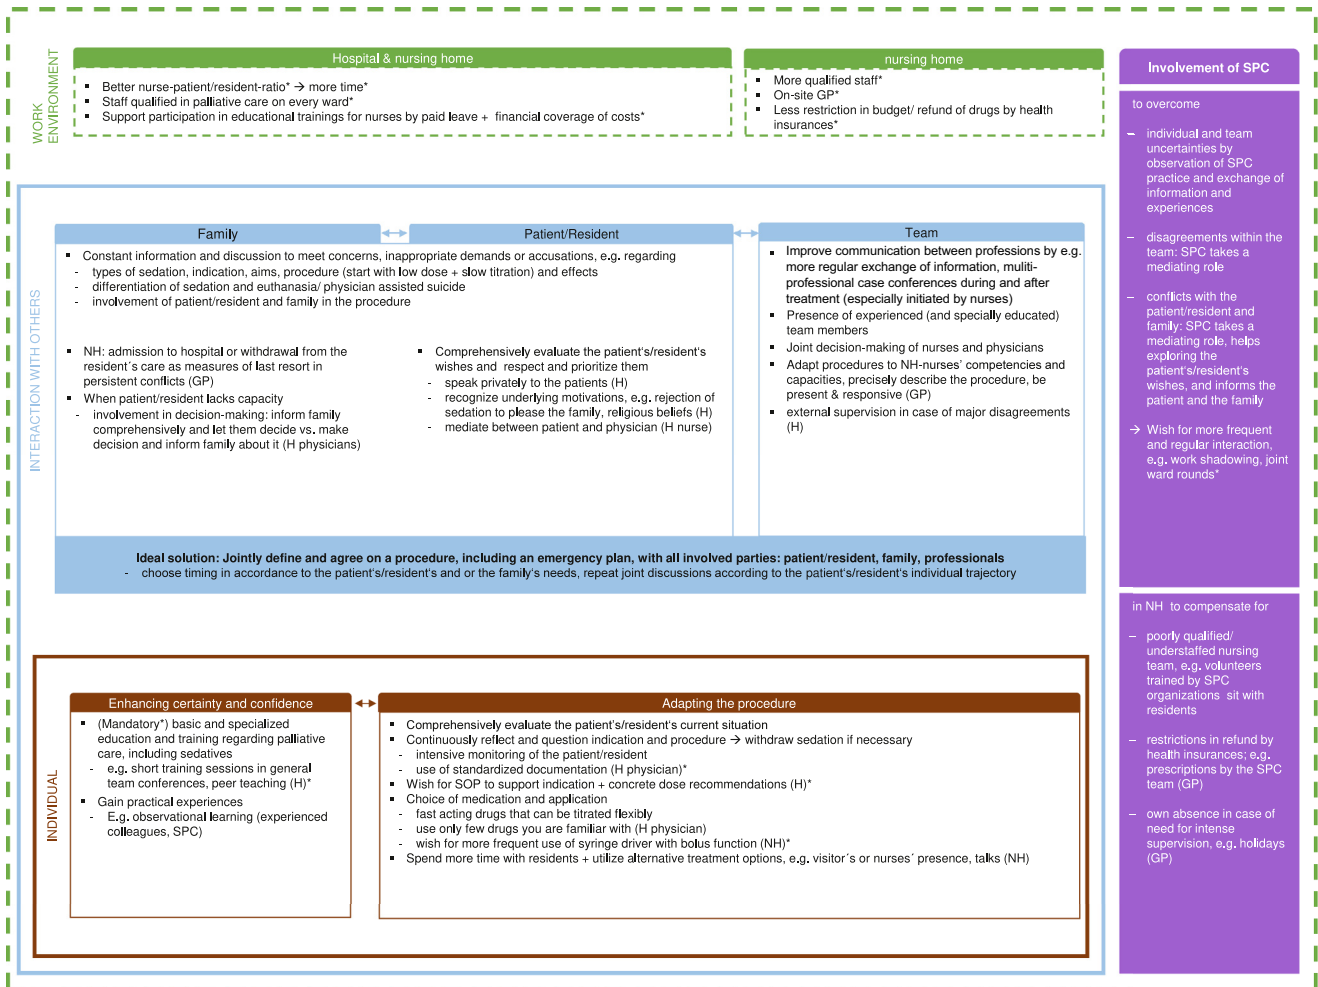 WORK
ENVIRONMENT
Hospital & nursing home
▪ Better nurse-patient/resident-ratio* → more time*
▪ Staff qualified in palliative care on every ward*
▪ Support participation in educational trainings for nurses by paid leave + financial coverage of costs*
nursing home
▪ More qualified staff*
▪ On-site GP*
▪ Less restriction in budget/ refund of drugs by health
insurances*
INTERACTION WITH OTHERS
Family
Patient/Resident
▪ Constant information and discussion to meet concerns, inappropriate demands or accusations, e.g. regarding
- types of sedation, indication, aims, procedure (start with low dose + slow titration) and effects
- differentiation of sedation and euthanasia/ physician assisted suicide
- involvement of patient/resident and family in the procedure
▪ NH: admission to hospital or withdrawal from the
resident´s care as measures of last resort in
persistent conflicts (GP)
▪ When patient/resident lacks capacity
- involvement in decision-making: inform family
comprehensively and let them decide vs. make
decision and inform family about it (H physicians)
▪ Comprehensively evaluate the patient's/resident's
wishes and respect and prioritize them
- speak privately to the patients (H)
- recognize underlying motivations, e.g. rejection of
sedation to please the family, religious beliefs (H)
- mediate between patient and physician (H nurse)
Team
▪ Improve communication between professions by e.g.
more regular exchange of information, muliti-
professional case conferences during and after
treatment (especially initiated by nurses)
▪ Presence of experienced (and specially educated)
team members
▪ Joint decision-making of nurses and physicians
▪ Adapt procedures to NH-nurses' competencies and
capacities, precisely describe the procedure, be
present & responsive (GP)
▪ external supervision in case of major disagreements
(H)
Ideal solution: Jointly define and agree on a procedure, including an emergency plan, with all involved parties: patient/resident, family, professionals
- choose timing in accordance to the patient's/resident's and or the family's needs, repeat joint discussions according to the patient's/resident's individual trajectory
INDIVIDUAL
Enhancing certainty and confidence
▪ (Mandatory*) basic and specialized
education and training regarding palliative
care, including sedatives
- e.g. short training sessions in general
team conferences, peer teaching (H)*
▪ Gain practical experiences
- E.g. observational learning (experienced
colleagues, SPC)
Adapting the procedure
▪ Comprehensively evaluate the patient's/resident's current situation
▪ Continuously reflect and question indication and procedure → withdraw sedation if necessary
- intensive monitoring of the patient/resident
- use of standardized documentation (H physician)*
▪ Wish for SOP to support indication + concrete dose recommendations (H)*
▪ Choice of medication and application
- fast acting drugs that can be titrated flexibly
- use only few drugs you are familiar with (H physician)
- wish for more frequent use of syringe driver with bolus function (NH)*
▪ Spend more time with residents + utilize alternative treatment options, e.g. visitor´s or nurses´ presence, talks (NH)
Involvement of SPC
to overcome
– individual and team
uncertainties by
observation of SPC
practice and exchange of
information and
experiences
– disagreements within the
team: SPC takes a
mediating role
– conflicts with the
patient/resident and
family: SPC takes a
mediating role, helps
exploring the
patient's/resident's
wishes, and informs the
patient and the family
→ Wish for more frequent
and regular interaction,
e.g. work shadowing, joint
ward rounds*
in NH to compensate for
– poorly qualified/
understaffed nursing
team, e.g. volunteers
trained by SPC
organizations sit with
residents
– restrictions in refund by
health insurances; e.g.
prescriptions by the SPC
team (GP)
– own absence in case of
need for intense
supervision, e.g. holidays
(GP)